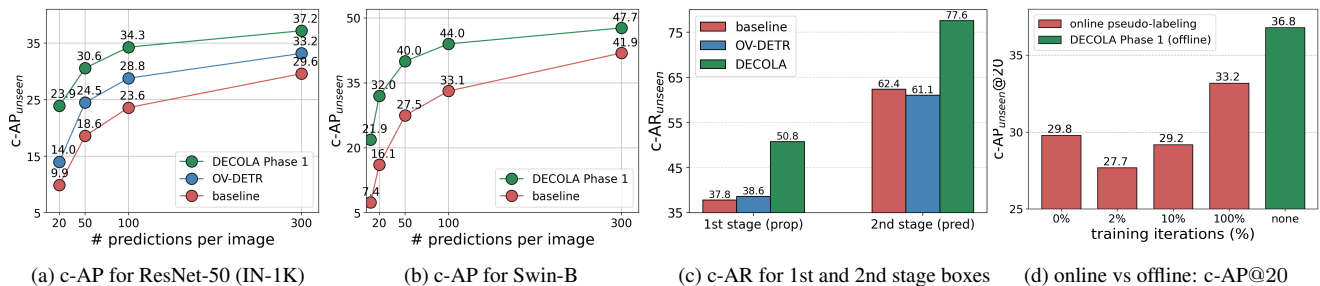 c-AP_unseen
35
25
15
5
23.9
30.6
34.3
37.2
14.0
24.5
28.8
33.2
9.9
18.6
23.6
29.6
DECOLA Phase 1
OV-DETR
baseline
20 50 100 300
# predictions per image
(a) c-AP for ResNet-50 (IN-1K)
c-AP_unseen
50
35
20
5
21.9
32.0
40.0
44.0
47.7
7.4
16.1
27.5
33.1
41.9
DECOLA Phase 1
baseline
20 50 100 300
# predictions per image
(b) c-AP for Swin-B
c-AR_unseen
75
65
55
45
35
baseline
OV-DETR
DECOLA
37.8 38.6 50.8
62.4 61.1 77.6
1st stage (prop) 2nd stage (pred)
(c) c-AR for 1st and 2nd stage boxes
c-AP_unseen@20
35
30
25
online pseudo-labeling
DECOLA Phase 1 (offline)
29.8 27.7 29.2 33.2 36.8
0% 2% 10% 100% none
training iterations (%)
(d) online vs offline: c-AP@20